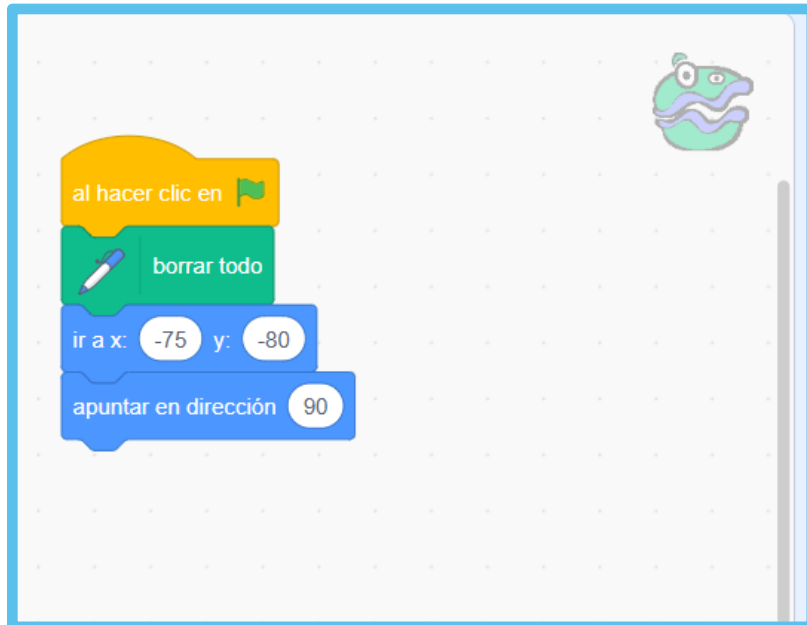 al hacer clic en
borrar todo
ir a x: -75 y: -80
apuntar en dirección 90